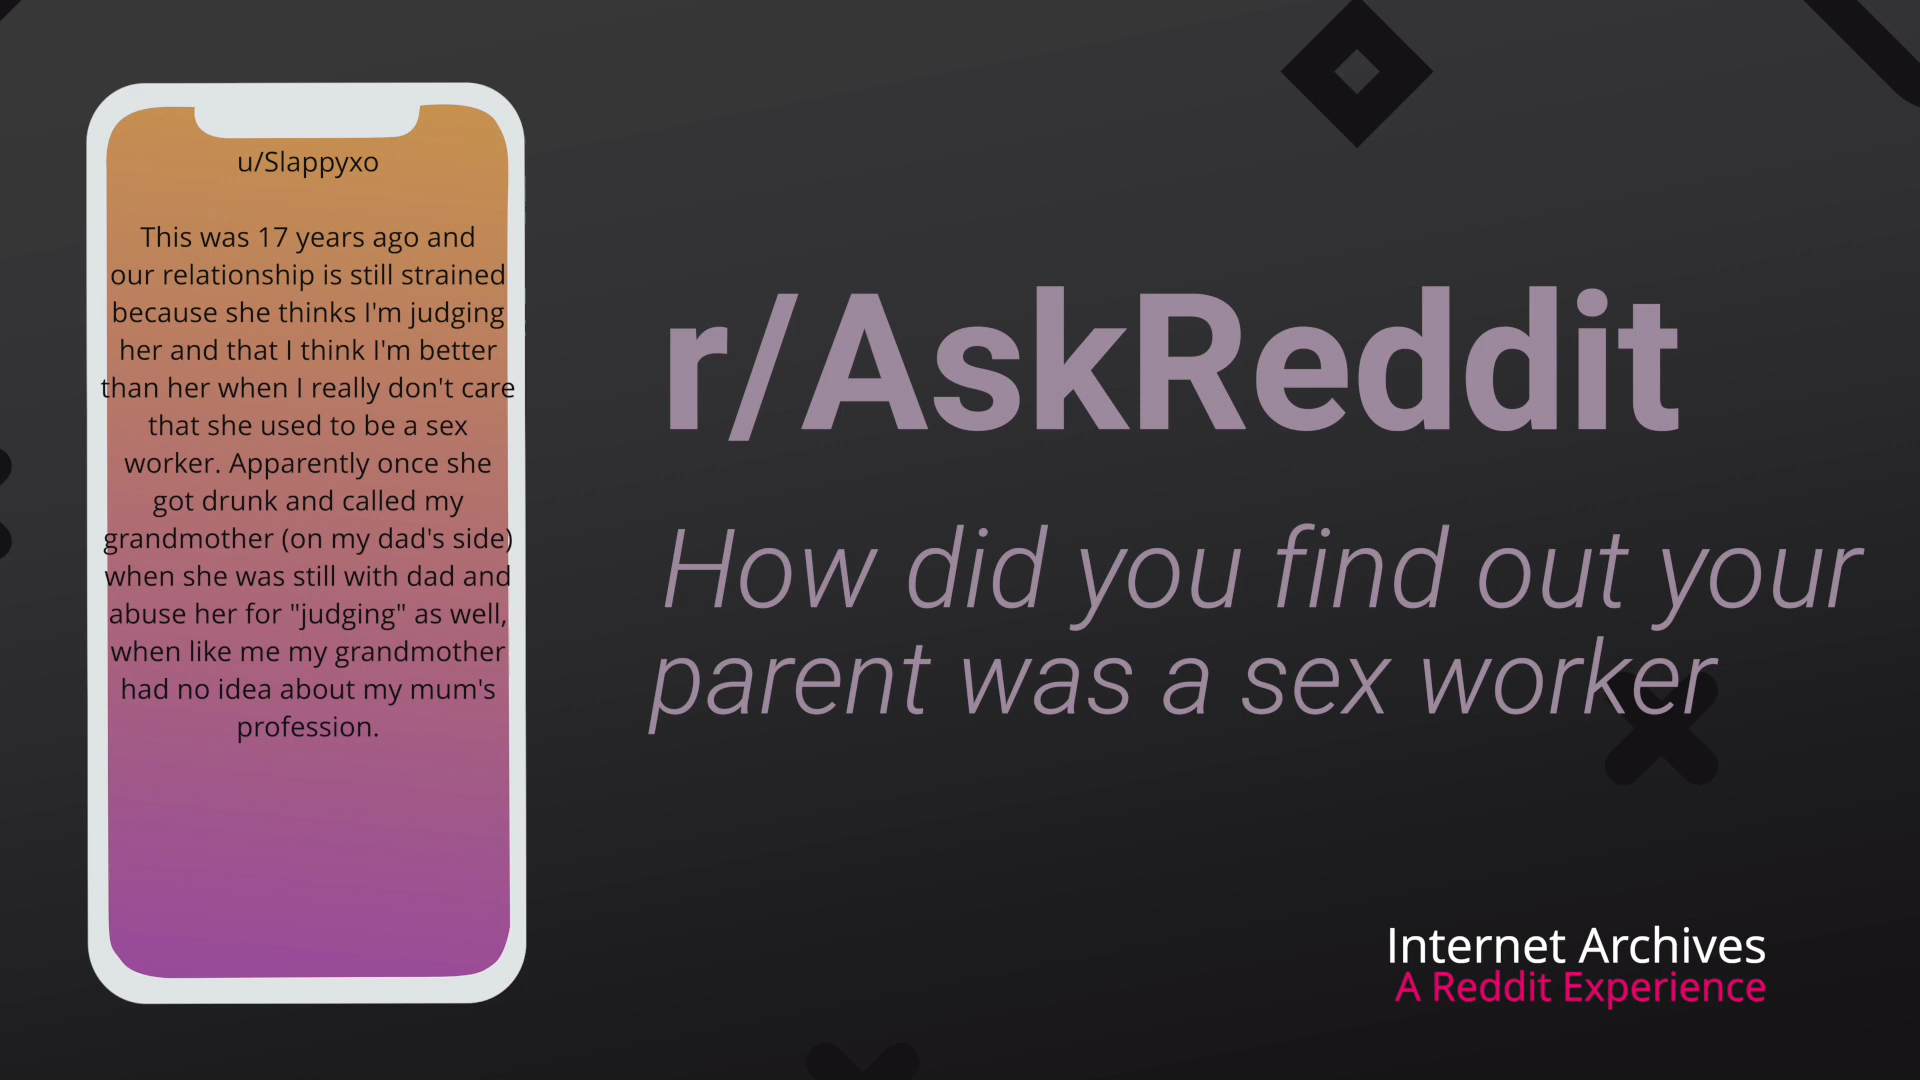 u/Slappyxo
This was 17 years ago and
our relationship is still strained
because she thinks I'm judging
her and that I think I'm better
than her when I really don't care
that she used to be a sex
worker. Apparently once she
got drunk and called my
grandmother (on my dad's side)
when she was still with dad and
abuse her for "judging" as well,
when like me my grandmother
had no idea about my mum's
profession.
r/AskReddit
How did you find out your
parent was a sex worker
Internet Archives
A Reddit Experience